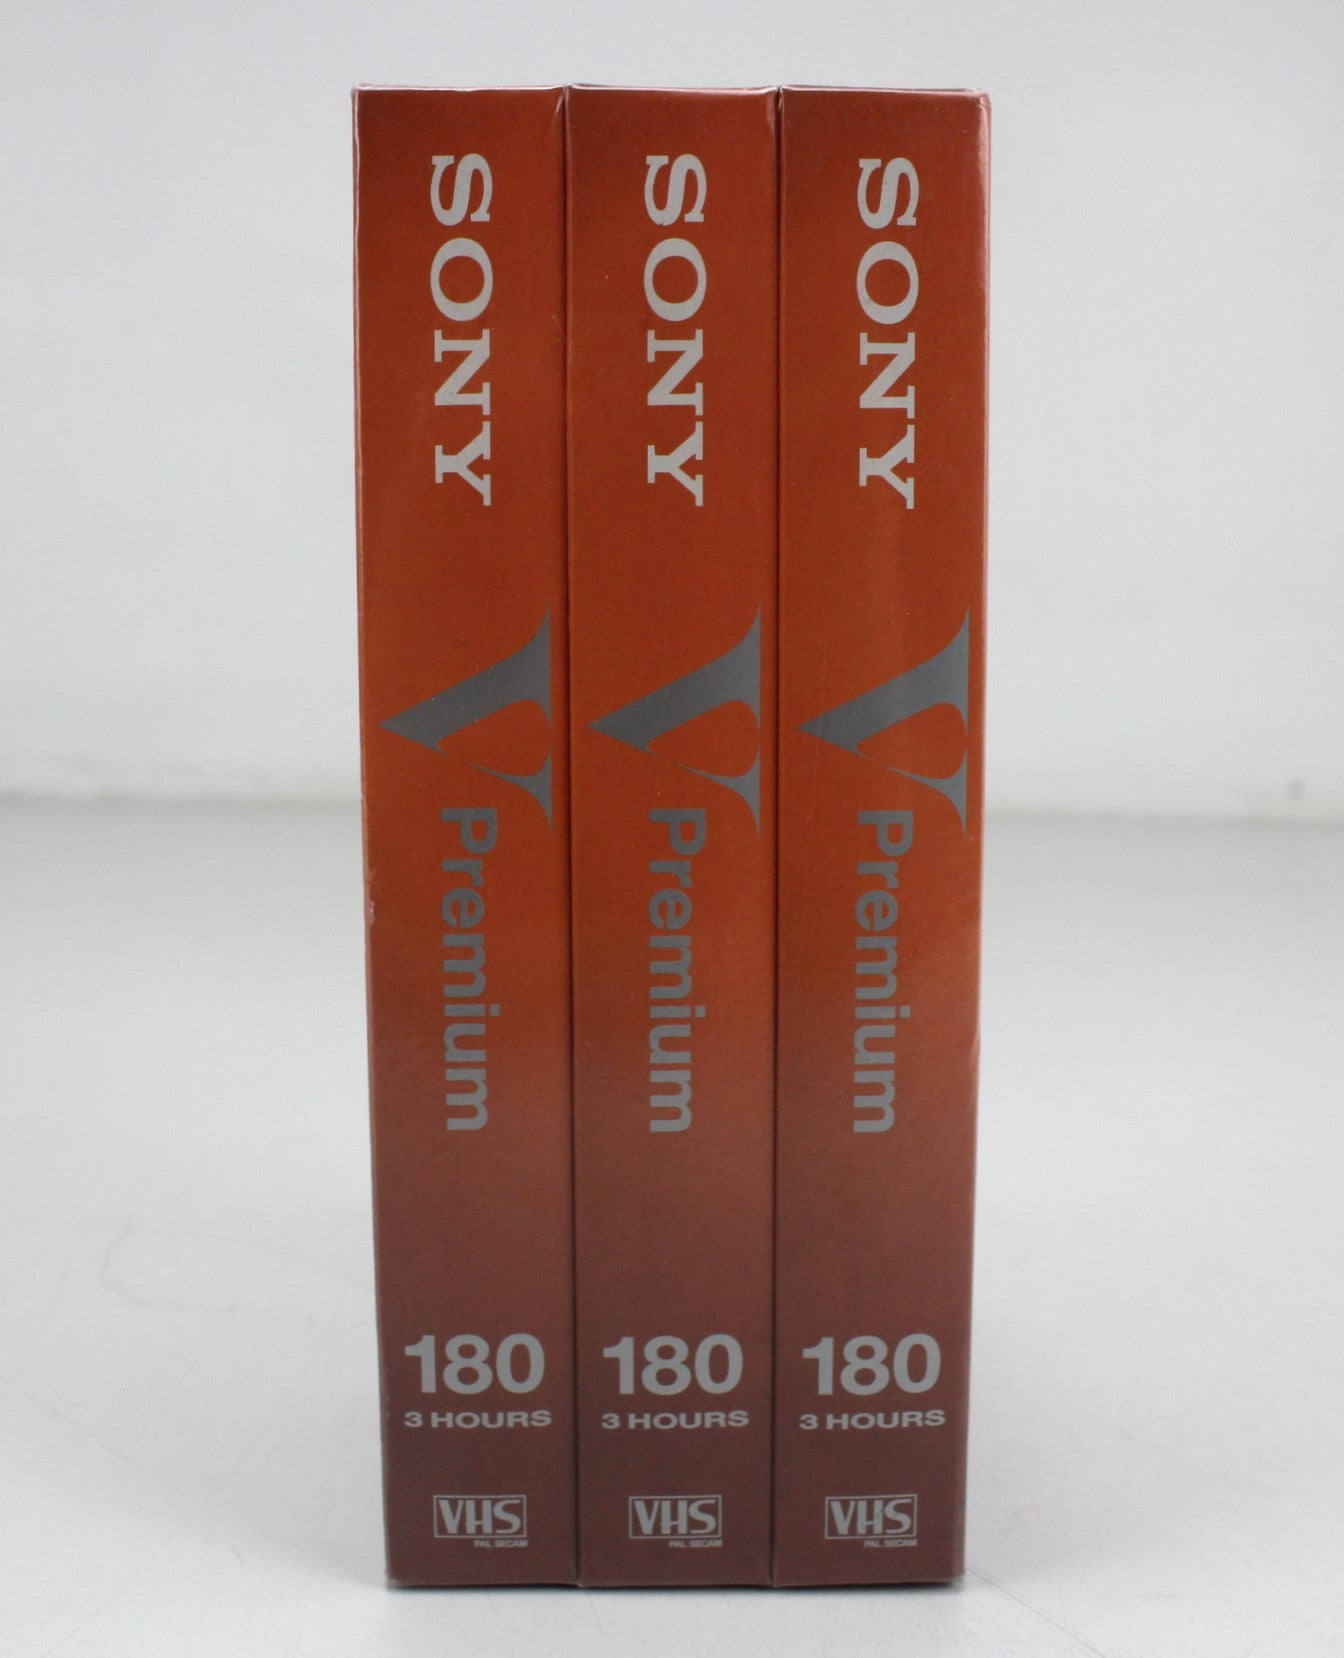 SONY
V Premium
180
3 HOURS
VHS
PAL SECAM
SONY
V Premium
180
3 HOURS
VHS
PAL SECAM
SONY
V Premium
180
3 HOURS
VHS
PAL SECAM